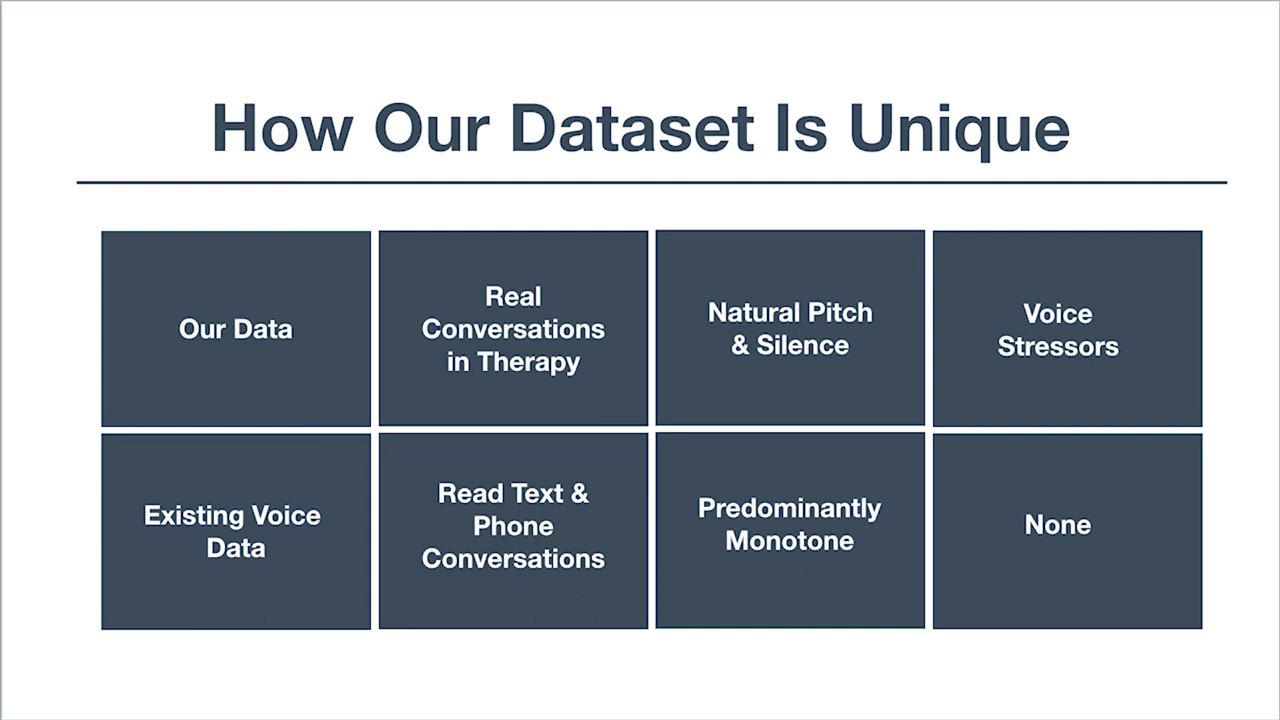 How Our Dataset Is Unique
Our Data
Real
Conversations
in Therapy
Natural Pitch
& Silence
Voice
Stressors
Existing Voice
Data
Read Text &
Phone
Conversations
Predominantly
Monotone
None